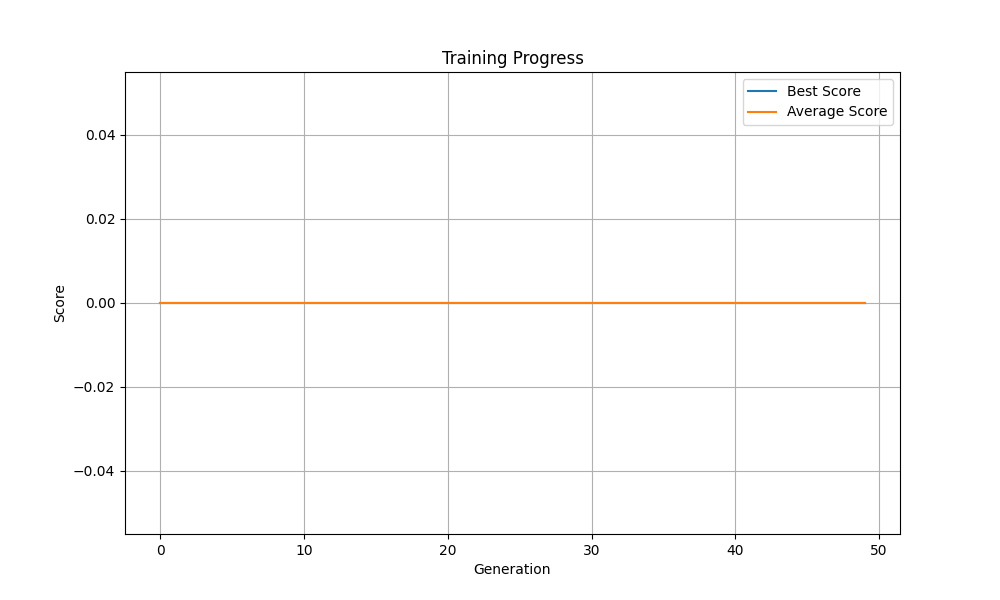 Training Progress
Best Score
Average Score
0.04
0.02
0.00
−0.02
−0.04
Score
0 10 20 30 40 50
Generation